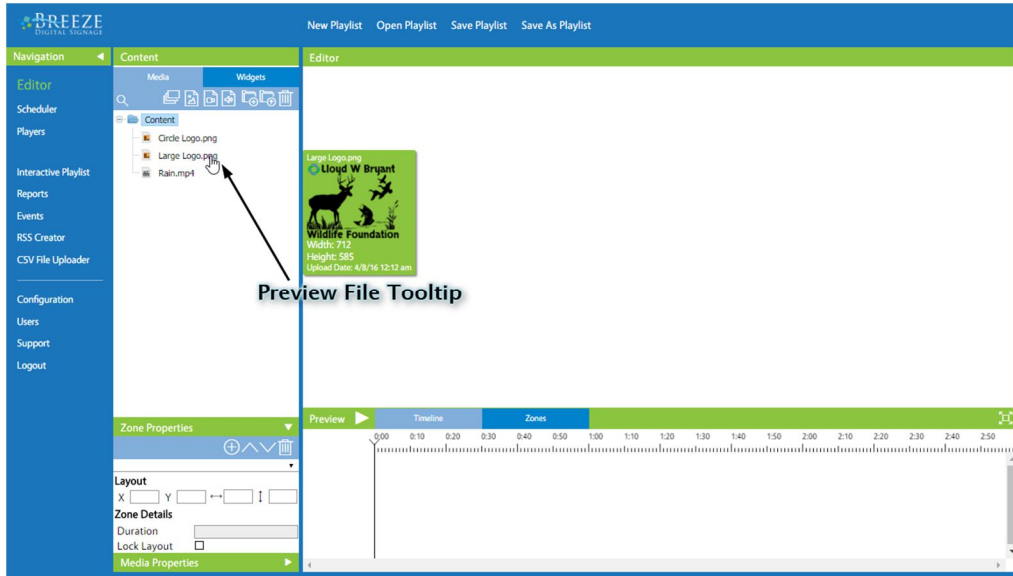 BREEZE
DIGITAL SIGNAGE
New Playlist Open Playlist Save Playlist Save As Playlist
Navigation
Content
Editor
Editor
Scheduler
Players
Interactive Playlist
Reports
Events
RSS Creator
CSV File Uploader
Configuration
Users
Support
Logout
Media Widgets
Content
Circle Logo.png
Large Logo.png
Rain.mp4
Large Logo.png
Lloyd W Bryant
Wildlife Foundation
Width: 712
Height: 585
Upload Date: 4/8/16 12:12 am
Preview File Tooltip
Zone Properties
Layout
X Y
Zone Details
Duration
Lock Layout
Media Properties
Preview Timeline Zones
0:00 0:10 0:20 0:30 0:40 0:50 1:00 1:10 1:20 1:30 1:40 1:50 2:00 2:10 2:20 2:30 2:40 2:50